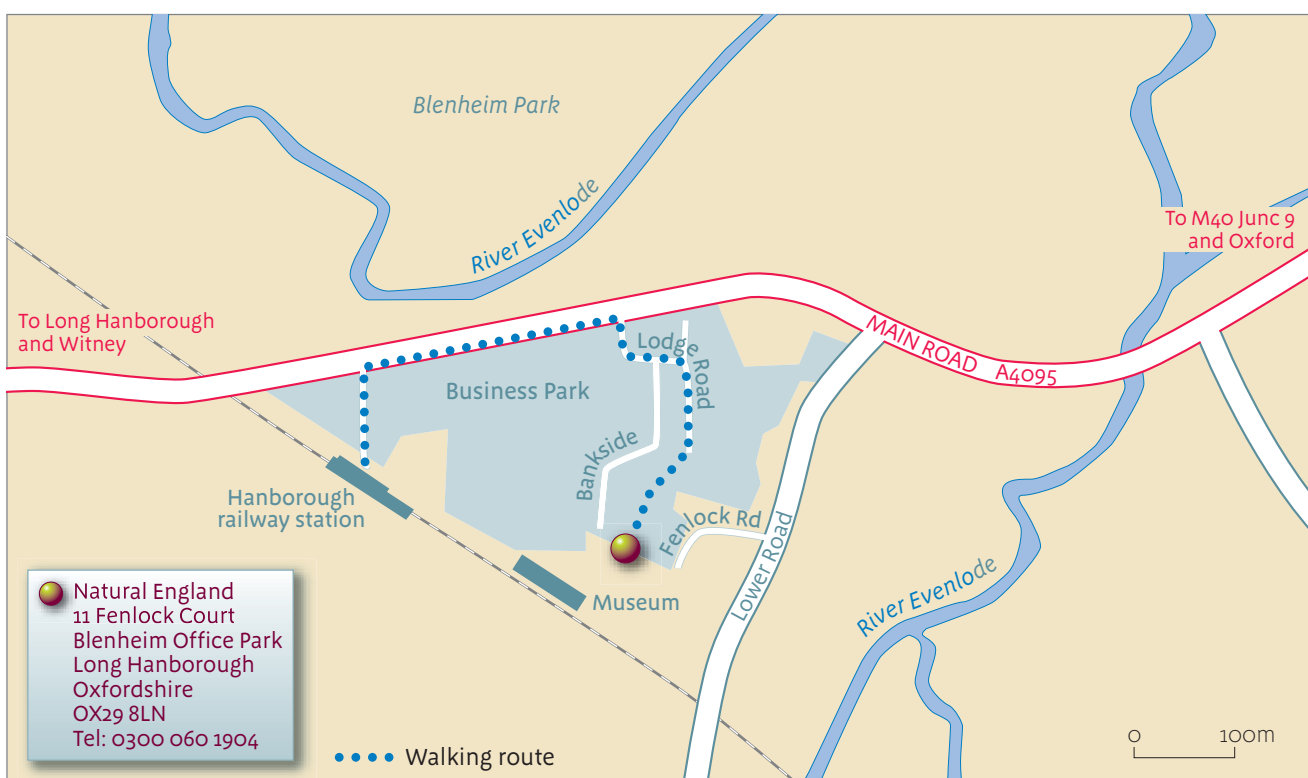 Blenheim Park
River Evenlode
To M40 Junc 9
and Oxford
To Long Hanborough
and Witney
MAIN ROAD A4095
Lodge Road
Business Park
Bankside
Hanborough
railway station
Fenlock Rd
Lower Road
Museum
River Evenlode
Natural England
11 Fenlock Court
Blenheim Office Park
Long Hanborough
Oxfordshire
OX29 8LN
Tel: 0300 060 1904
Walking route
0 100m